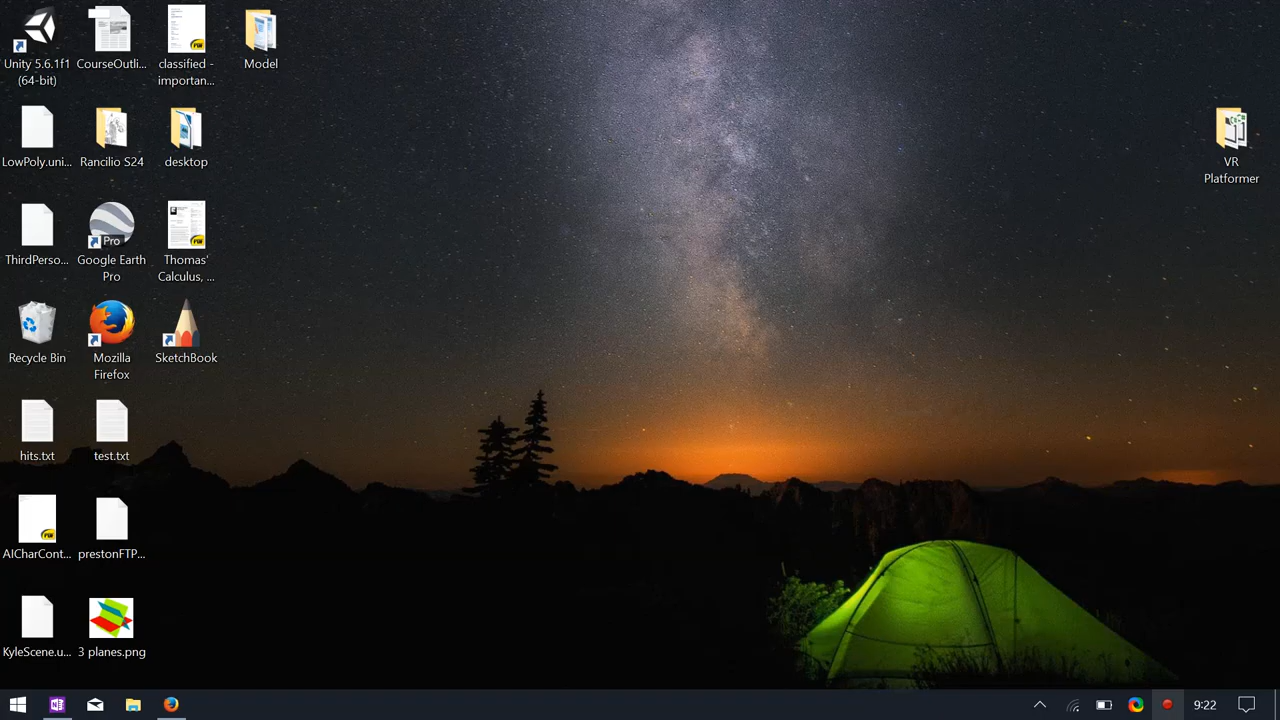 Unity 5.6.1f1
(64-bit)
CourseOutli...
classified -
importan...
Model
LowPoly.uni...
Rancilio S24
desktop
VR
Platformer
ThirdPerso...
Pro
Google Earth
Pro
Thomas'
Calculus, ...
Recycle Bin
Mozilla
Firefox
SketchBook
hits.txt
test.txt
AICharCont...
prestonFTP...
KyleScene.u...
3 planes.png
9:22